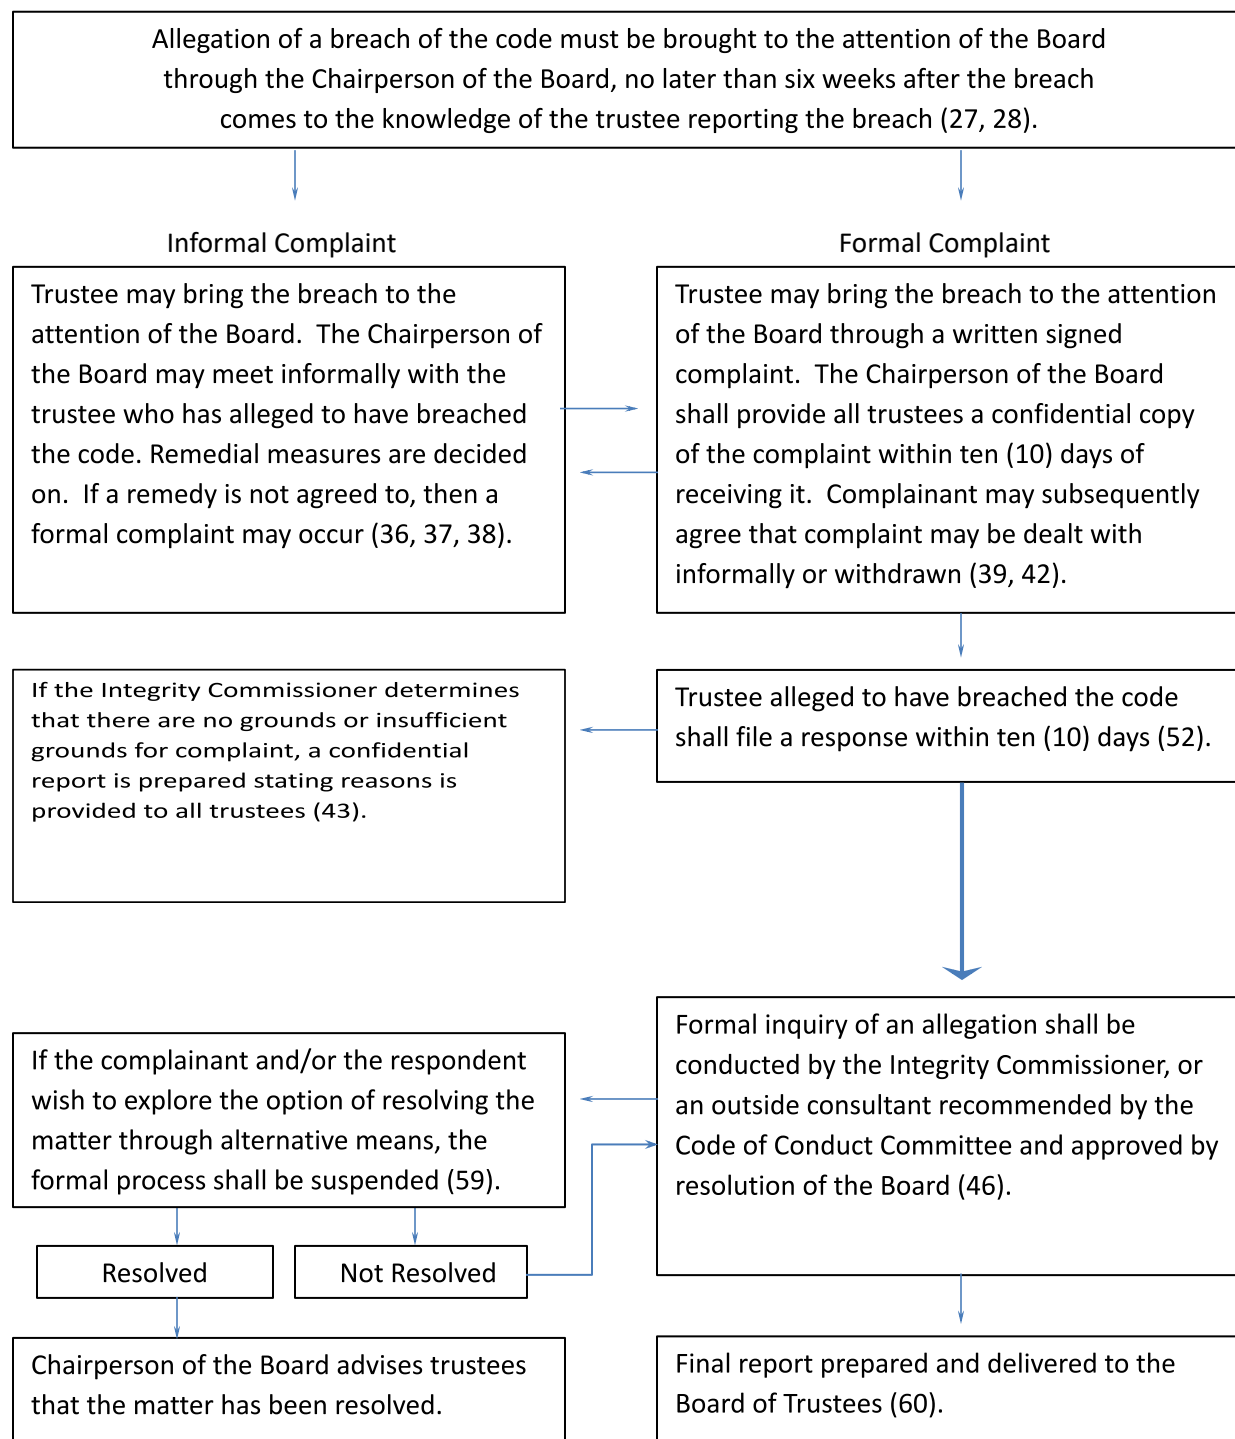 Allegation of a breach of the code must be brought to the attention of the Board
through the Chairperson of the Board, no later than six weeks after the breach
comes to the knowledge of the trustee reporting the breach (27, 28).
Informal Complaint
Trustee may bring the breach to the
attention of the Board.  The Chairperson of
the Board may meet informally with the
trustee who has alleged to have breached
the code. Remedial measures are decided
on.  If a remedy is not agreed to, then a
formal complaint may occur (36, 37, 38).
Formal Complaint
Trustee may bring the breach to the attention
of the Board through a written signed
complaint.  The Chairperson of the Board
shall provide all trustees a confidential copy
of the complaint within ten (10) days of
receiving it.  Complainant may subsequently
agree that complaint may be dealt with
informally or withdrawn (39, 42).
Trustee alleged to have breached the code
shall file a response within ten (10) days (52).
If the Integrity Commissioner determines
that there are no grounds or insufficient
grounds for complaint, a confidential
report is prepared stating reasons is
provided to all trustees (43).
Formal inquiry of an allegation shall be
conducted by the Integrity Commissioner, or
an outside consultant recommended by the
Code of Conduct Committee and approved by
resolution of the Board (46).
If the complainant and/or the respondent
wish to explore the option of resolving the
matter through alternative means, the
formal process shall be suspended (59).
Resolved
Not Resolved
Chairperson of the Board advises trustees
that the matter has been resolved.
Final report prepared and delivered to the
Board of Trustees (60).